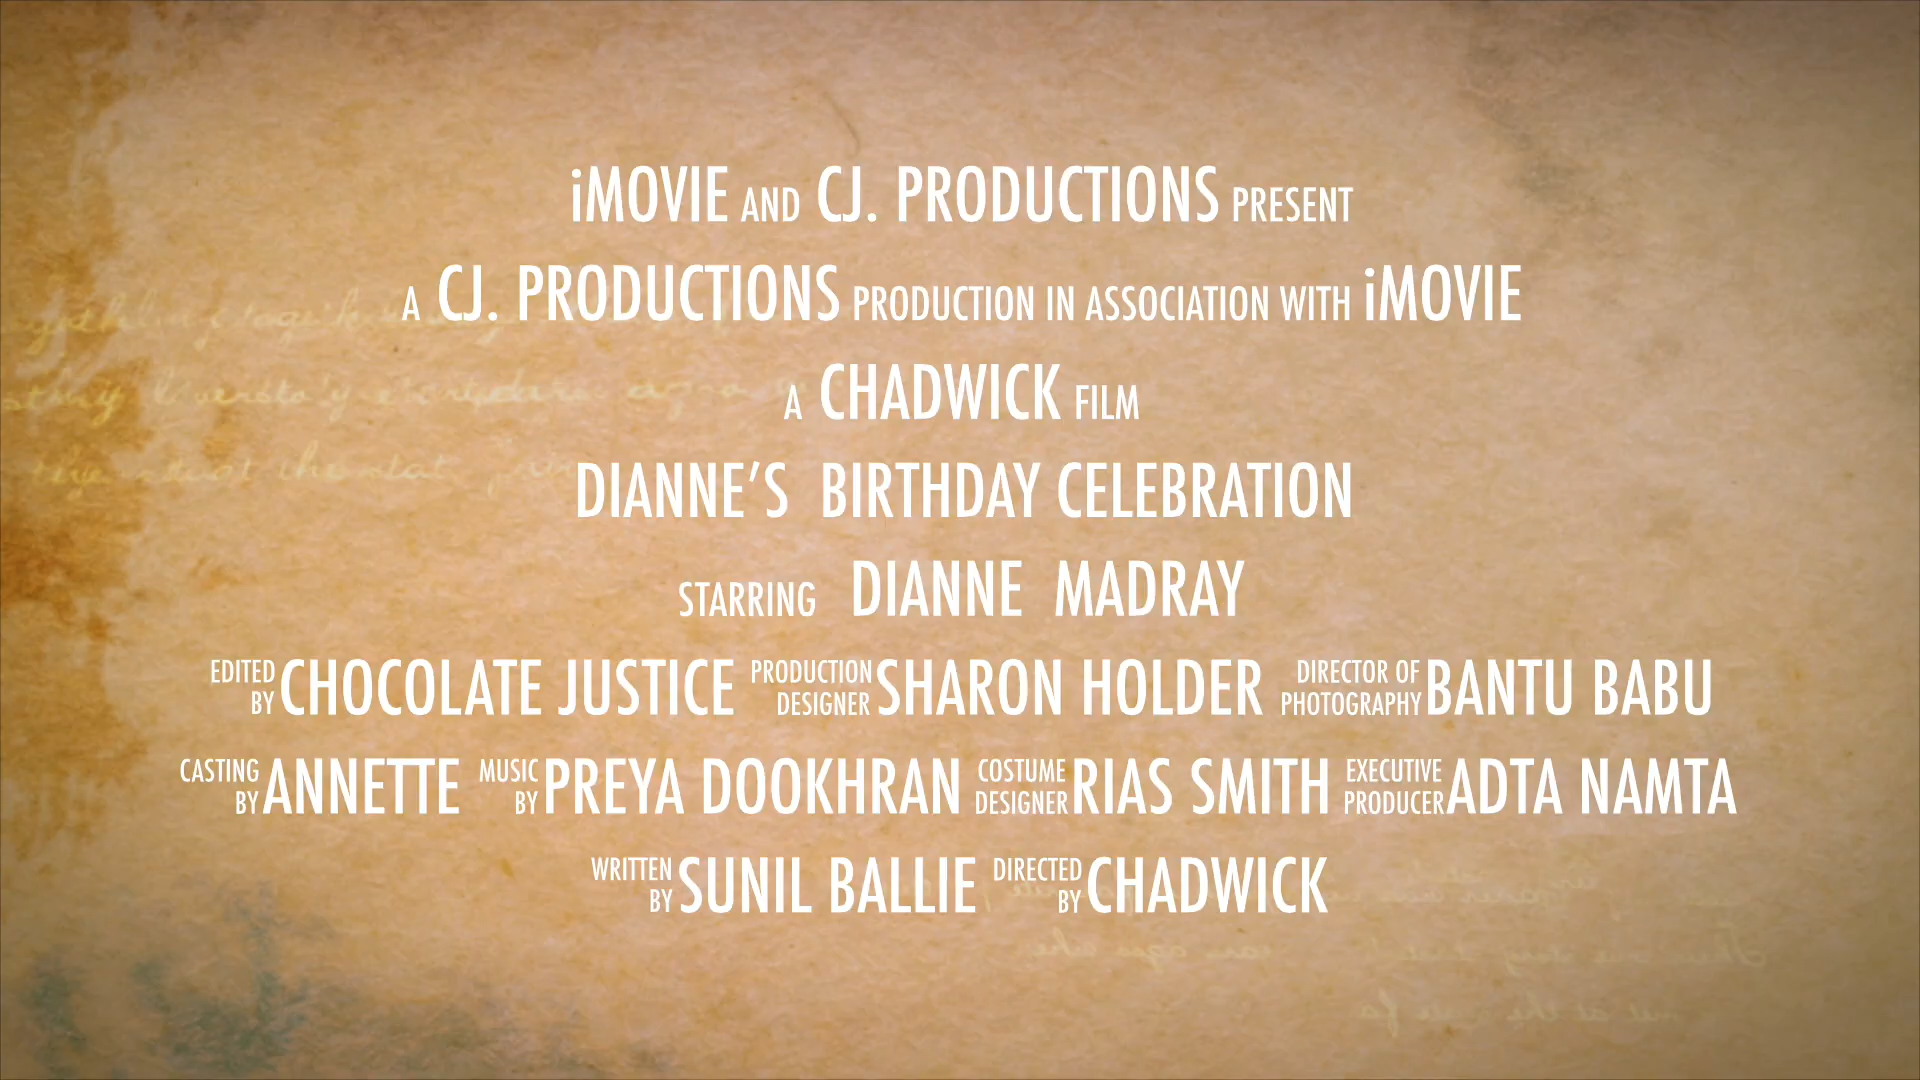 iMOVIE AND CJ. PRODUCTIONS PRESENT
A CJ. PRODUCTIONS PRODUCTION IN ASSOCIATION WITH iMOVIE
A CHADWICK FILM
DIANNE’S BIRTHDAY CELEBRATION
STARRING DIANNE MADRAY
EDITED BY CHOCOLATE JUSTICE PRODUCTION DESIGNER SHARON HOLDER DIRECTOR OF PHOTOGRAPHY BANTU BABU
CASTING BY ANNETTE MUSIC BY PREYA DOOKHRAN COSTUME DESIGNER RIAS SMITH EXECUTIVE PRODUCER ADTA NAMTA
WRITTEN BY SUNIL BALLIE DIRECTED BY CHADWICK